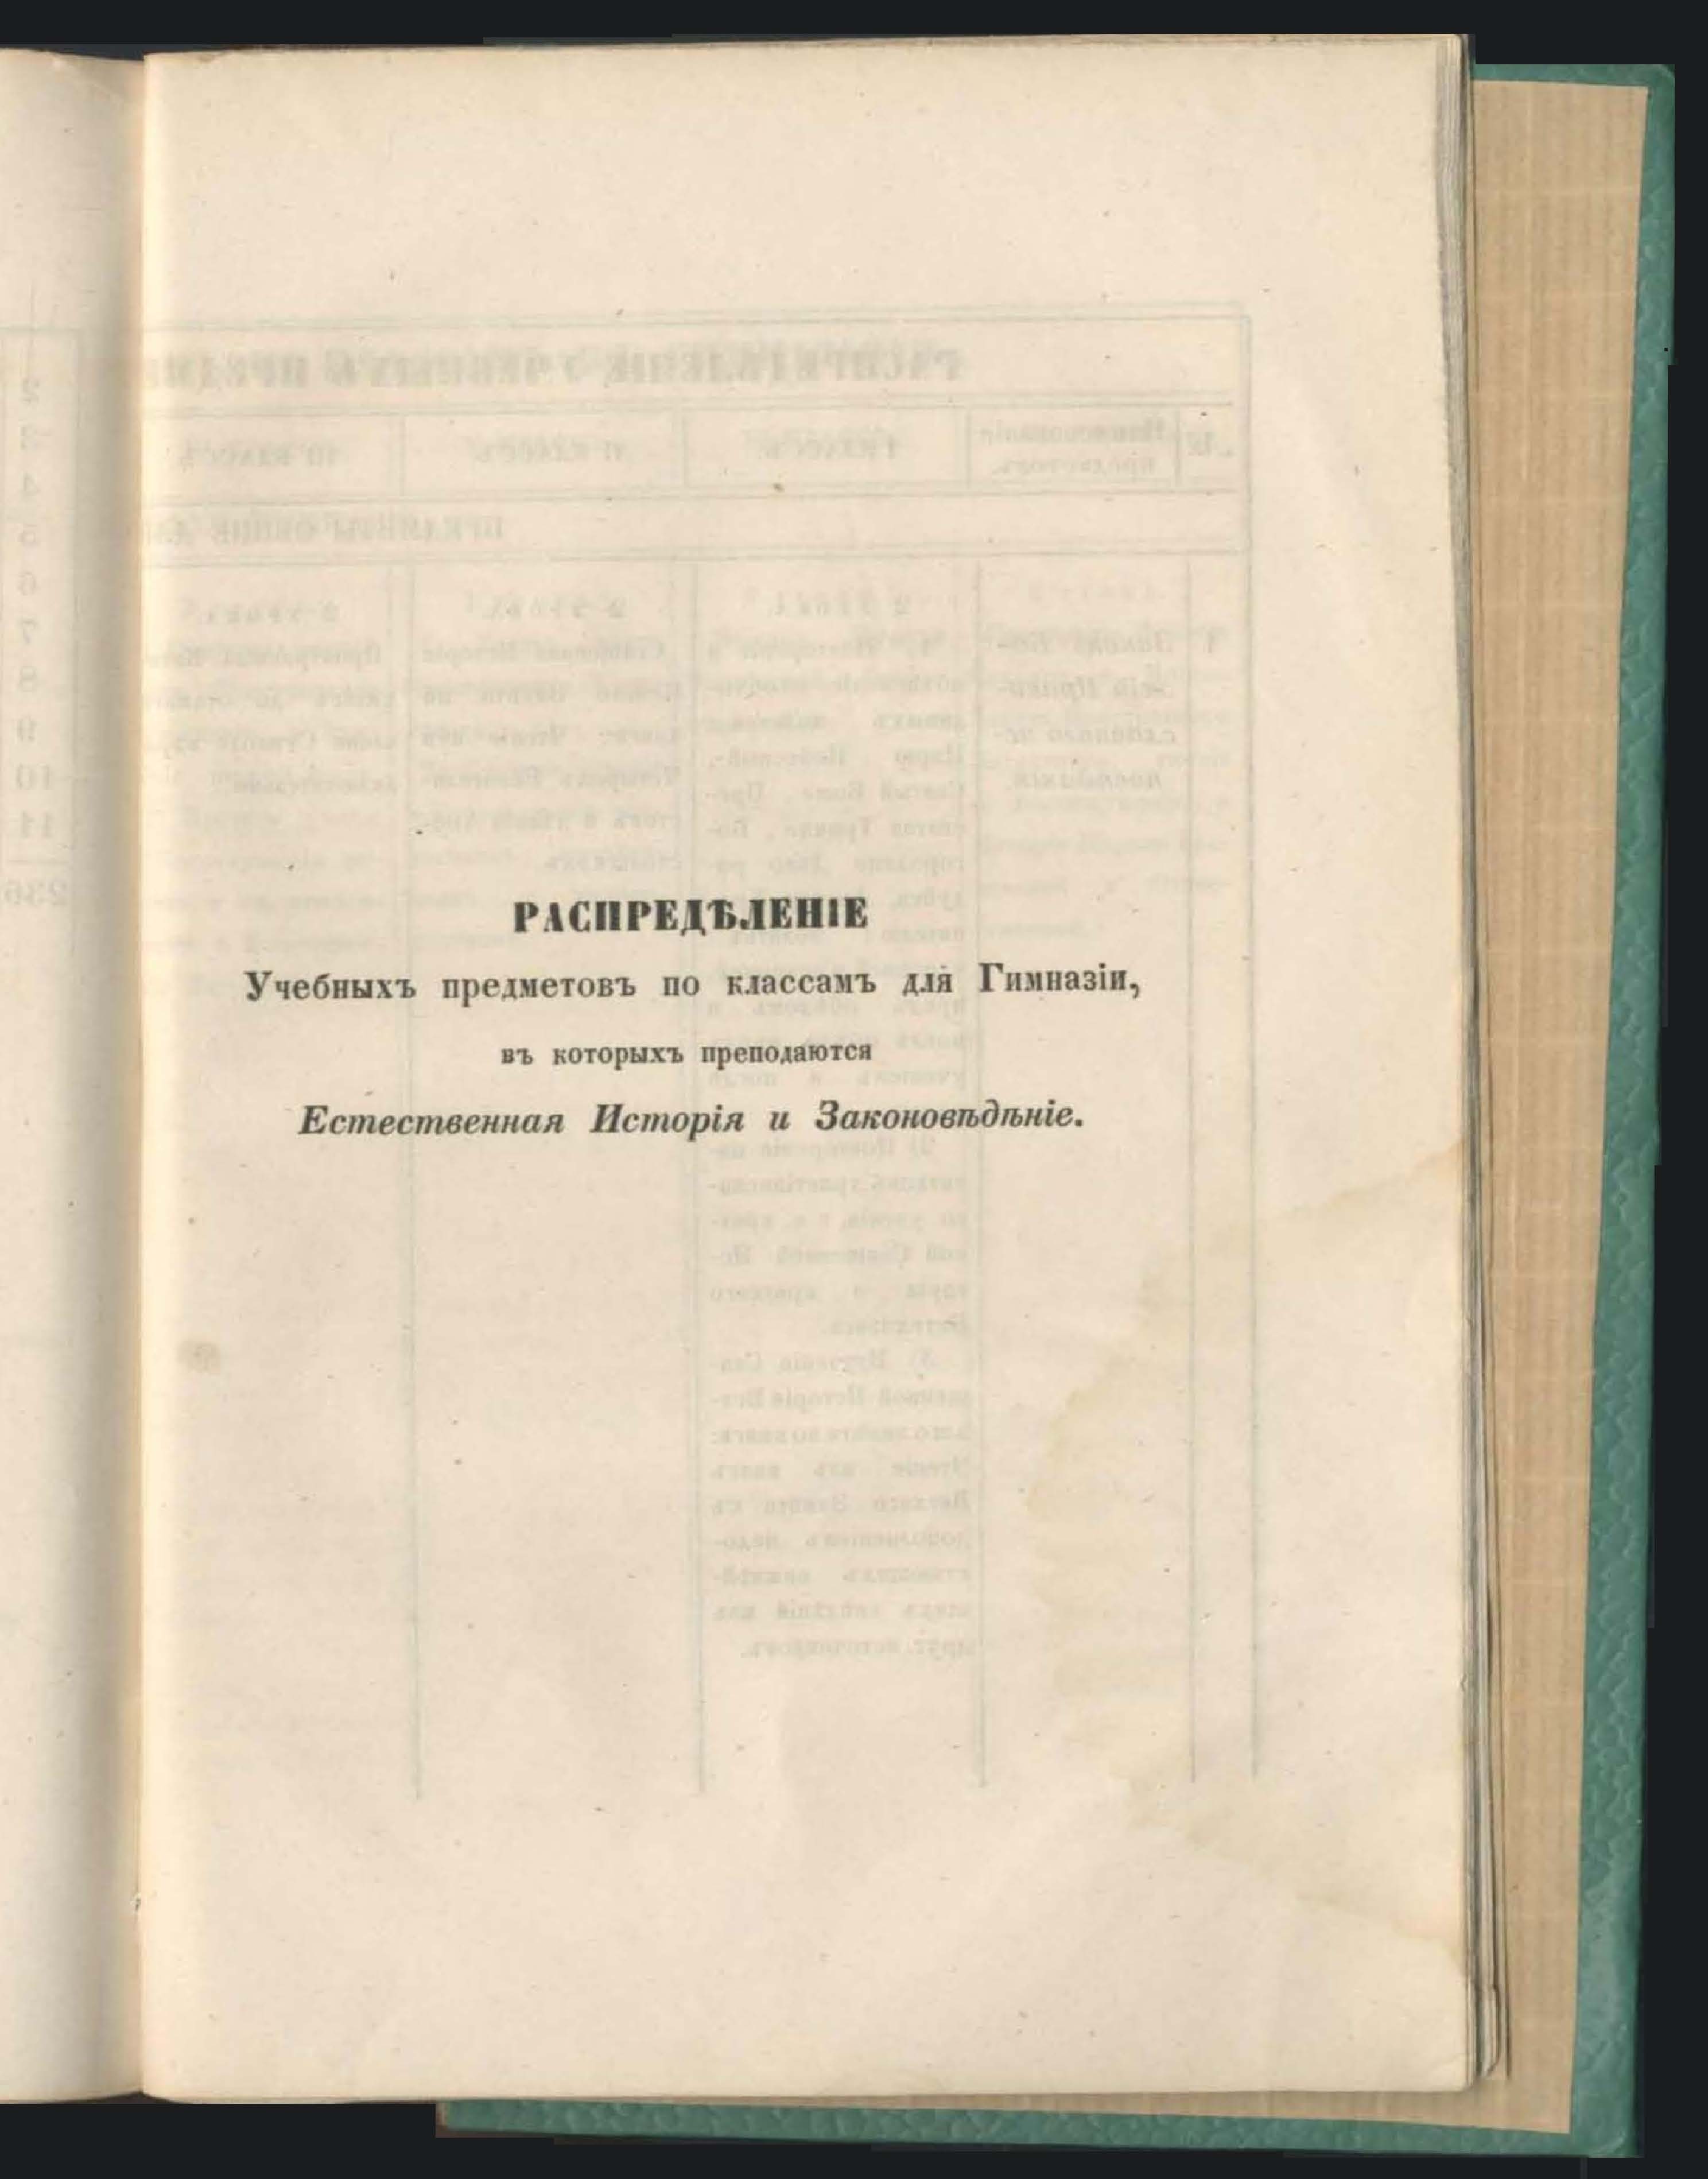 РАСПРЕДѢЛЕНІЕ
Учебныхъ предметовъ по классамъ для Гимназіи,
въ которыхъ преподаются
Естественная Исторія и Законовѣдѣніе.